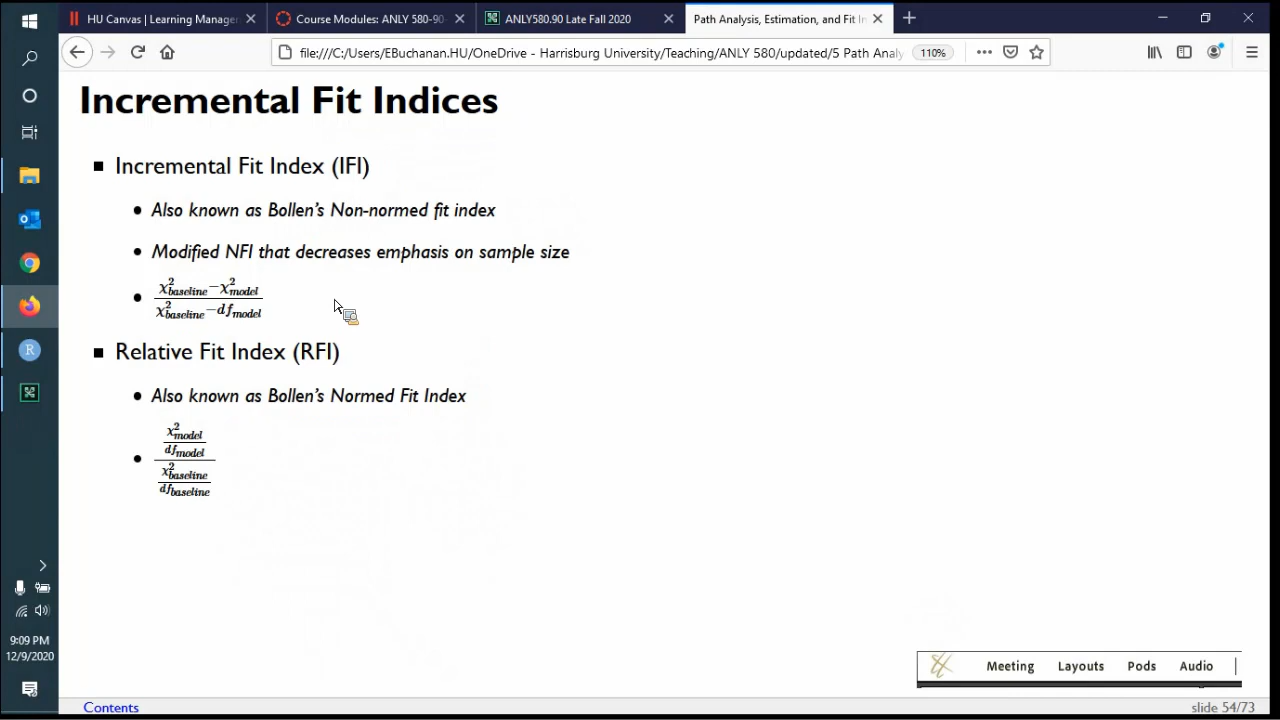 HU Canvas | Learning Manage
Course Modules: ANLY 580-90-
ANLY580.90 Late Fall 2020
Path Analysis, Estimation, and Fit In
file:///C:/Users/EBuchanan.HU/OneDrive - Harrisburg University/Teaching/ANLY 580/updated/5 Path Analy
110%
Incremental Fit Indices
Incremental Fit Index (IFI)
Also known as Bollen's Non-normed fit index
Modified NFI that decreases emphasis on sample size
χ²baseline−χ²model
χ²baseline−dfmodel
Relative Fit Index (RFI)
Also known as Bollen's Normed Fit Index
χ²model
dfmodel
χ²baseline
dfbaseline
R
9:09 PM
12/9/2020
Meeting Layouts Pods Audio
Contents
slide 54/73